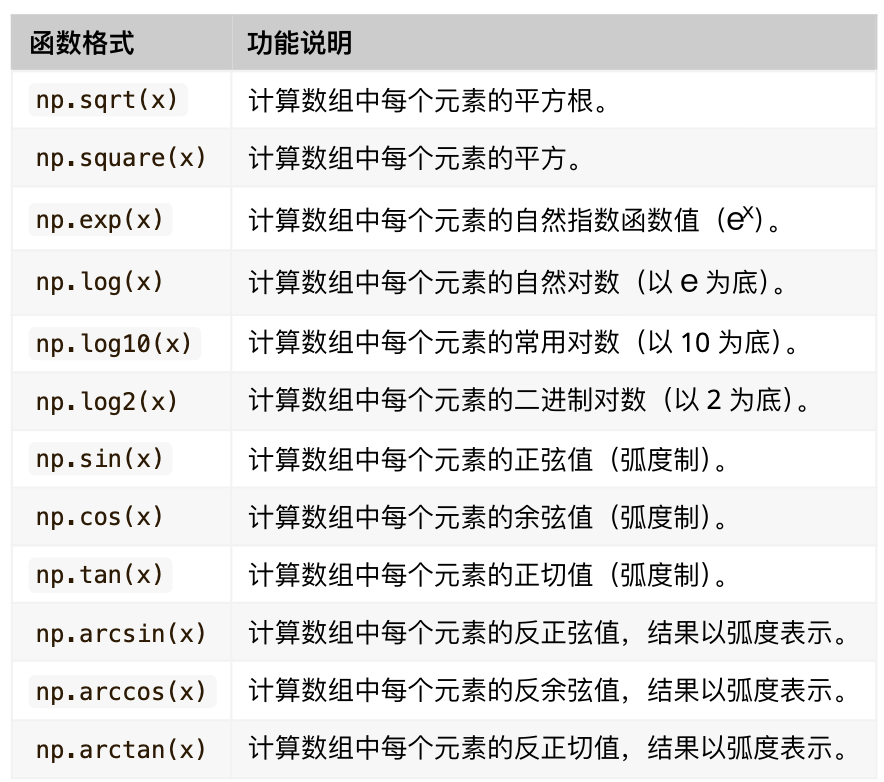 函数格式 功能说明
np.sqrt(x) 计算数组中每个元素的平方根。
np.square(x) 计算数组中每个元素的平方。
np.exp(x) 计算数组中每个元素的自然指数函数值（eˣ）。
np.log(x) 计算数组中每个元素的自然对数（以 e 为底）。
np.log10(x) 计算数组中每个元素的常用对数（以 10 为底）。
np.log2(x) 计算数组中每个元素的二进制对数（以 2 为底）。
np.sin(x) 计算数组中每个元素的正弦值（弧度制）。
np.cos(x) 计算数组中每个元素的余弦值（弧度制）。
np.tan(x) 计算数组中每个元素的正切值（弧度制）。
np.arcsin(x) 计算数组中每个元素的反正弦值，结果以弧度表示。
np.arccos(x) 计算数组中每个元素的反余弦值，结果以弧度表示。
np.arctan(x) 计算数组中每个元素的反正切值，结果以弧度表示。